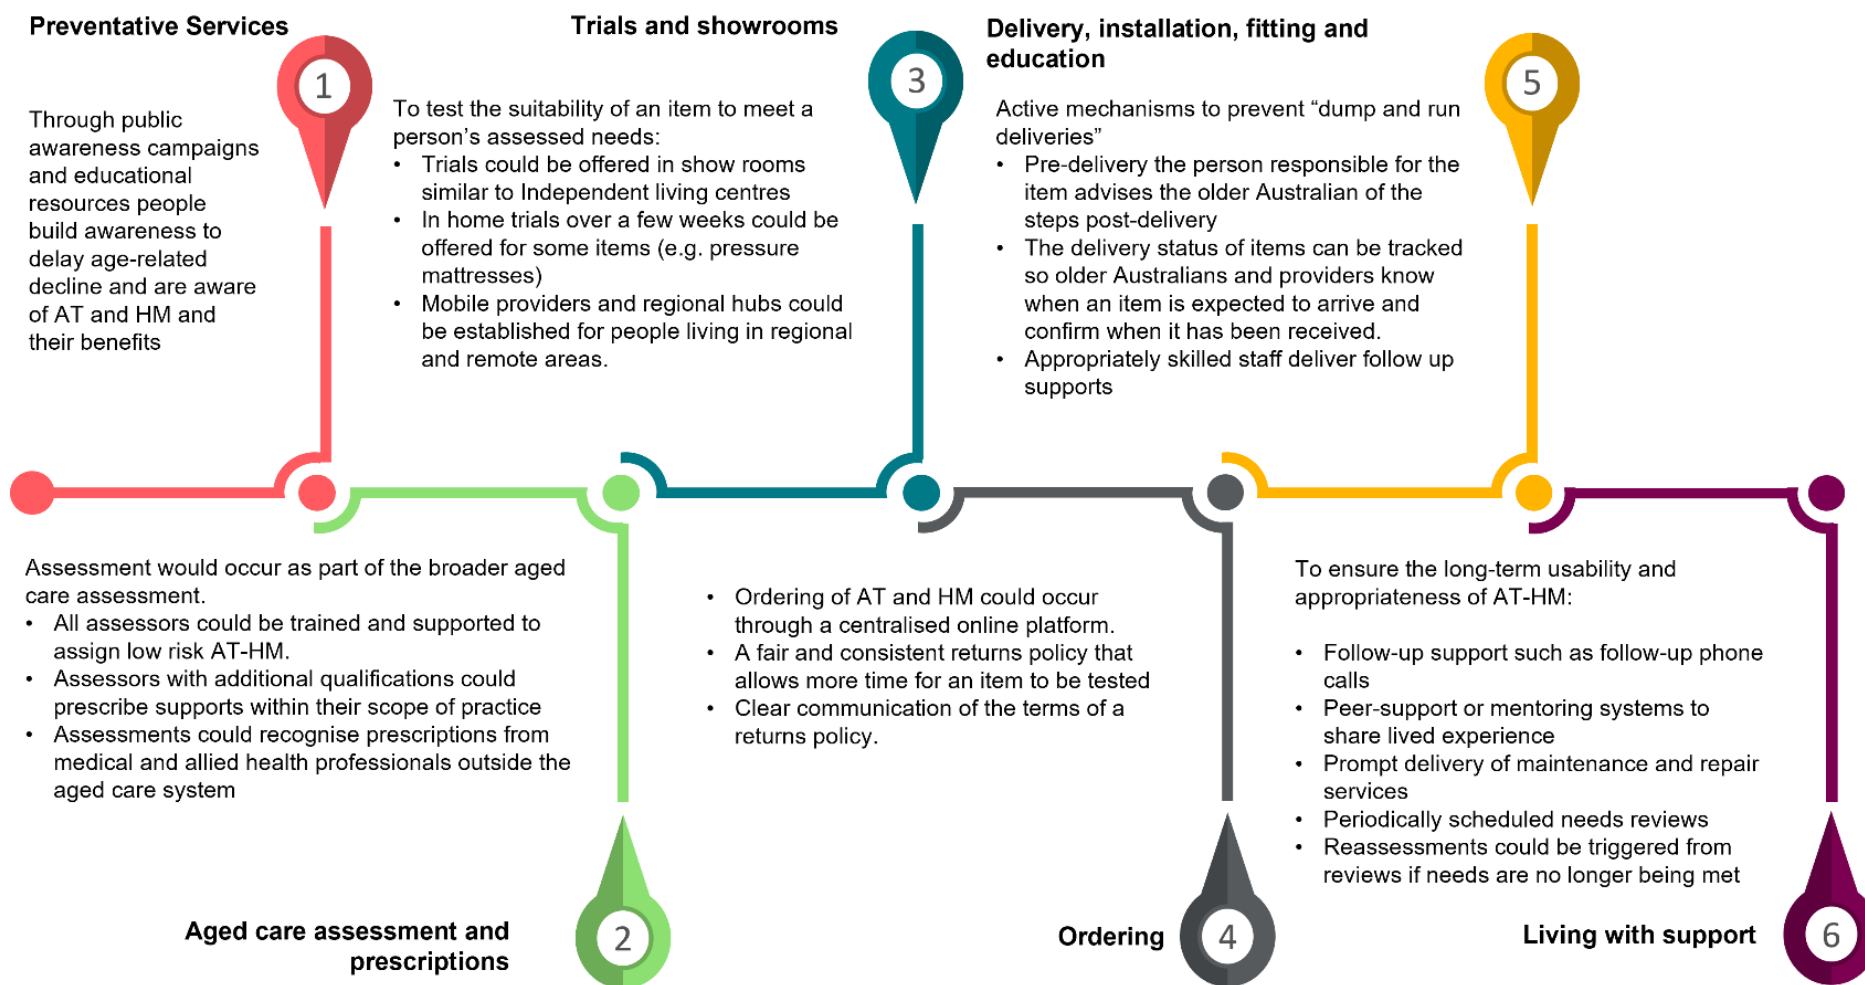 Preventative Services
1
Through public
awareness campaigns
and educational
resources people
build awareness to
delay age-related
decline and are aware
of AT and HM and
their benefits
Assessment would occur as part of the broader aged
care assessment.
• All assessors could be trained and supported to
assign low risk AT-HM.
• Assessors with additional qualifications could
prescribe supports within their scope of practice
• Assessments could recognise prescriptions from
medical and allied health professionals outside the
aged care system
Aged care assessment and
prescriptions
2
Trials and showrooms
3
To test the suitability of an item to meet a
person's assessed needs:
• Trials could be offered in show rooms
similar to Independent living centres
• In home trials over a few weeks could be
offered for some items (e.g. pressure
mattresses)
• Mobile providers and regional hubs could
be established for people living in regional
and remote areas.
• Ordering of AT and HM could occur
through a centralised online platform.
• A fair and consistent returns policy that
allows more time for an item to be tested
• Clear communication of the terms of a
returns policy.
Ordering
4
Delivery, installation, fitting and
education
5
Active mechanisms to prevent “dump and run
deliveries”
• Pre-delivery the person responsible for the
item advises the older Australian of the
steps post-delivery
• The delivery status of items can be tracked
so older Australians and providers know
when an item is expected to arrive and
confirm when it has been received.
• Appropriately skilled staff deliver follow up
supports
To ensure the long-term usability and
appropriateness of AT-HM:
• Follow-up support such as follow-up phone
calls
• Peer-support or mentoring systems to
share lived experience
• Prompt delivery of maintenance and repair
services
• Periodically scheduled needs reviews
• Reassessments could be triggered from
reviews if needs are no longer being met
Living with support
6